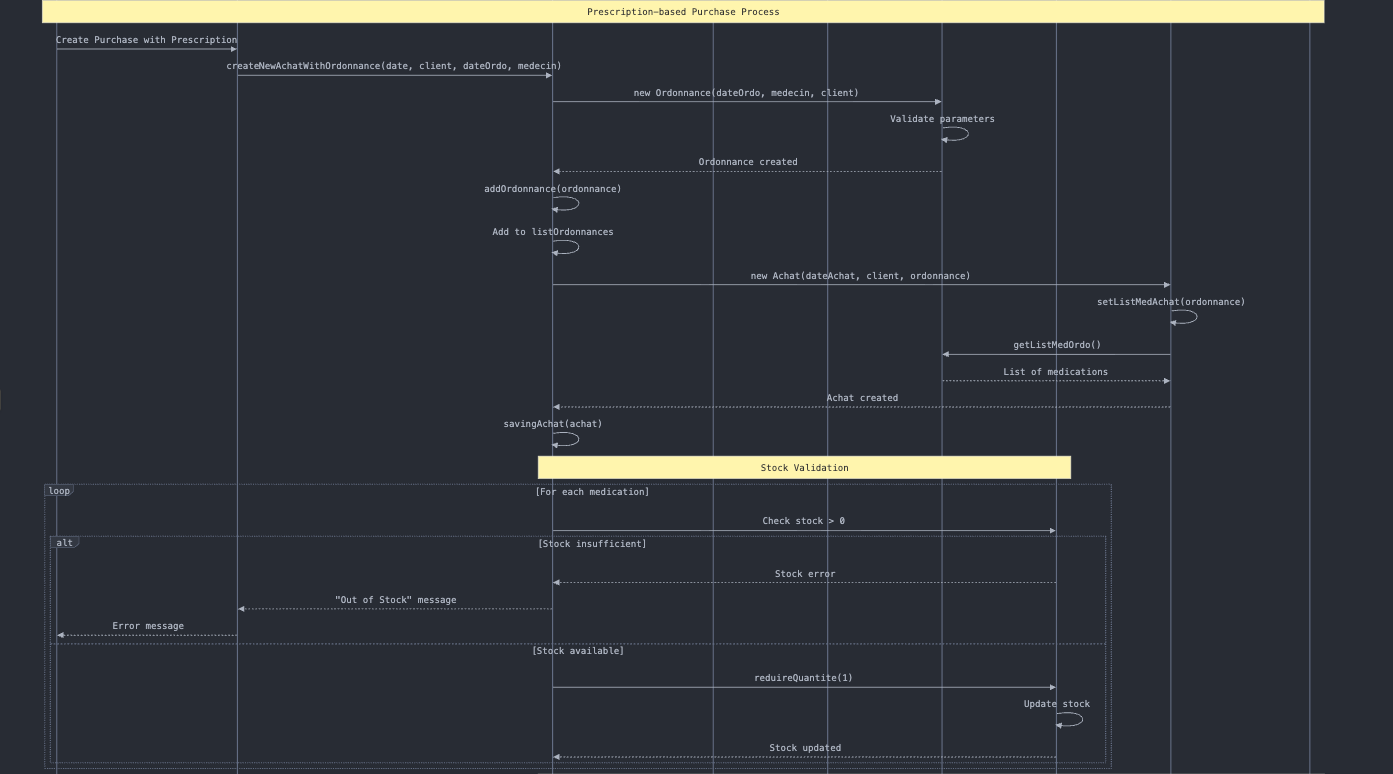 Prescription-based Purchase Process
Create Purchase with Prescription
createNewAchatWithOrdonnance(date, client, dateOrdo, medecin)
new Ordonnance(dateOrdo, medecin, client)
Validate parameters
Ordonnance created
addOrdonnance(ordonnance)
Add to listOrdonnances
new Achat(dateAchat, client, ordonnance)
setListMedAchat(ordonnance)
getListMedOrdo()
List of medications
Achat created
savingAchat(achat)
Stock Validation
loop
[For each medication]
Check stock > 0
alt
[Stock insufficient]
Stock error
"Out of Stock" message
Error message
[Stock available]
reduireQuantite(1)
Update stock
Stock updated